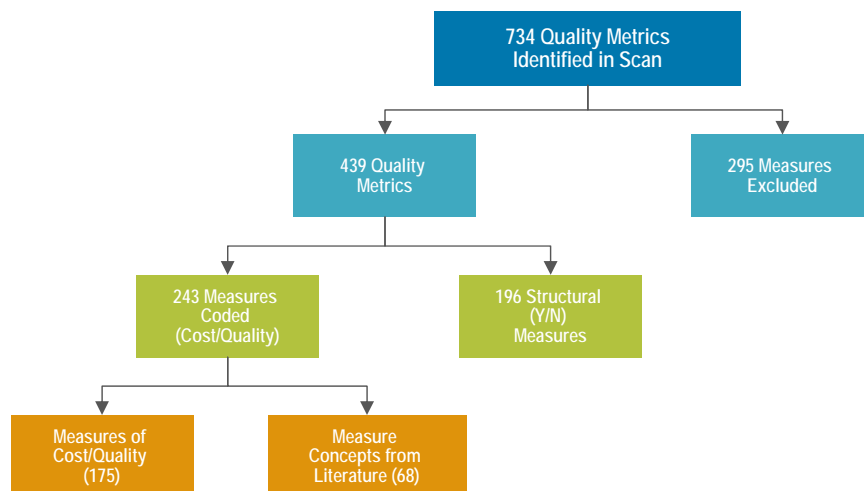 734 Quality Metrics
Identified in Scan
439 Quality
Metrics
295 Measures
Excluded
243 Measures
Coded
(Cost/Quality)
196 Structural
(Y/N)
Measures
Measures of
Cost/Quality
(175)
Measure
Concepts from
Literature (68)